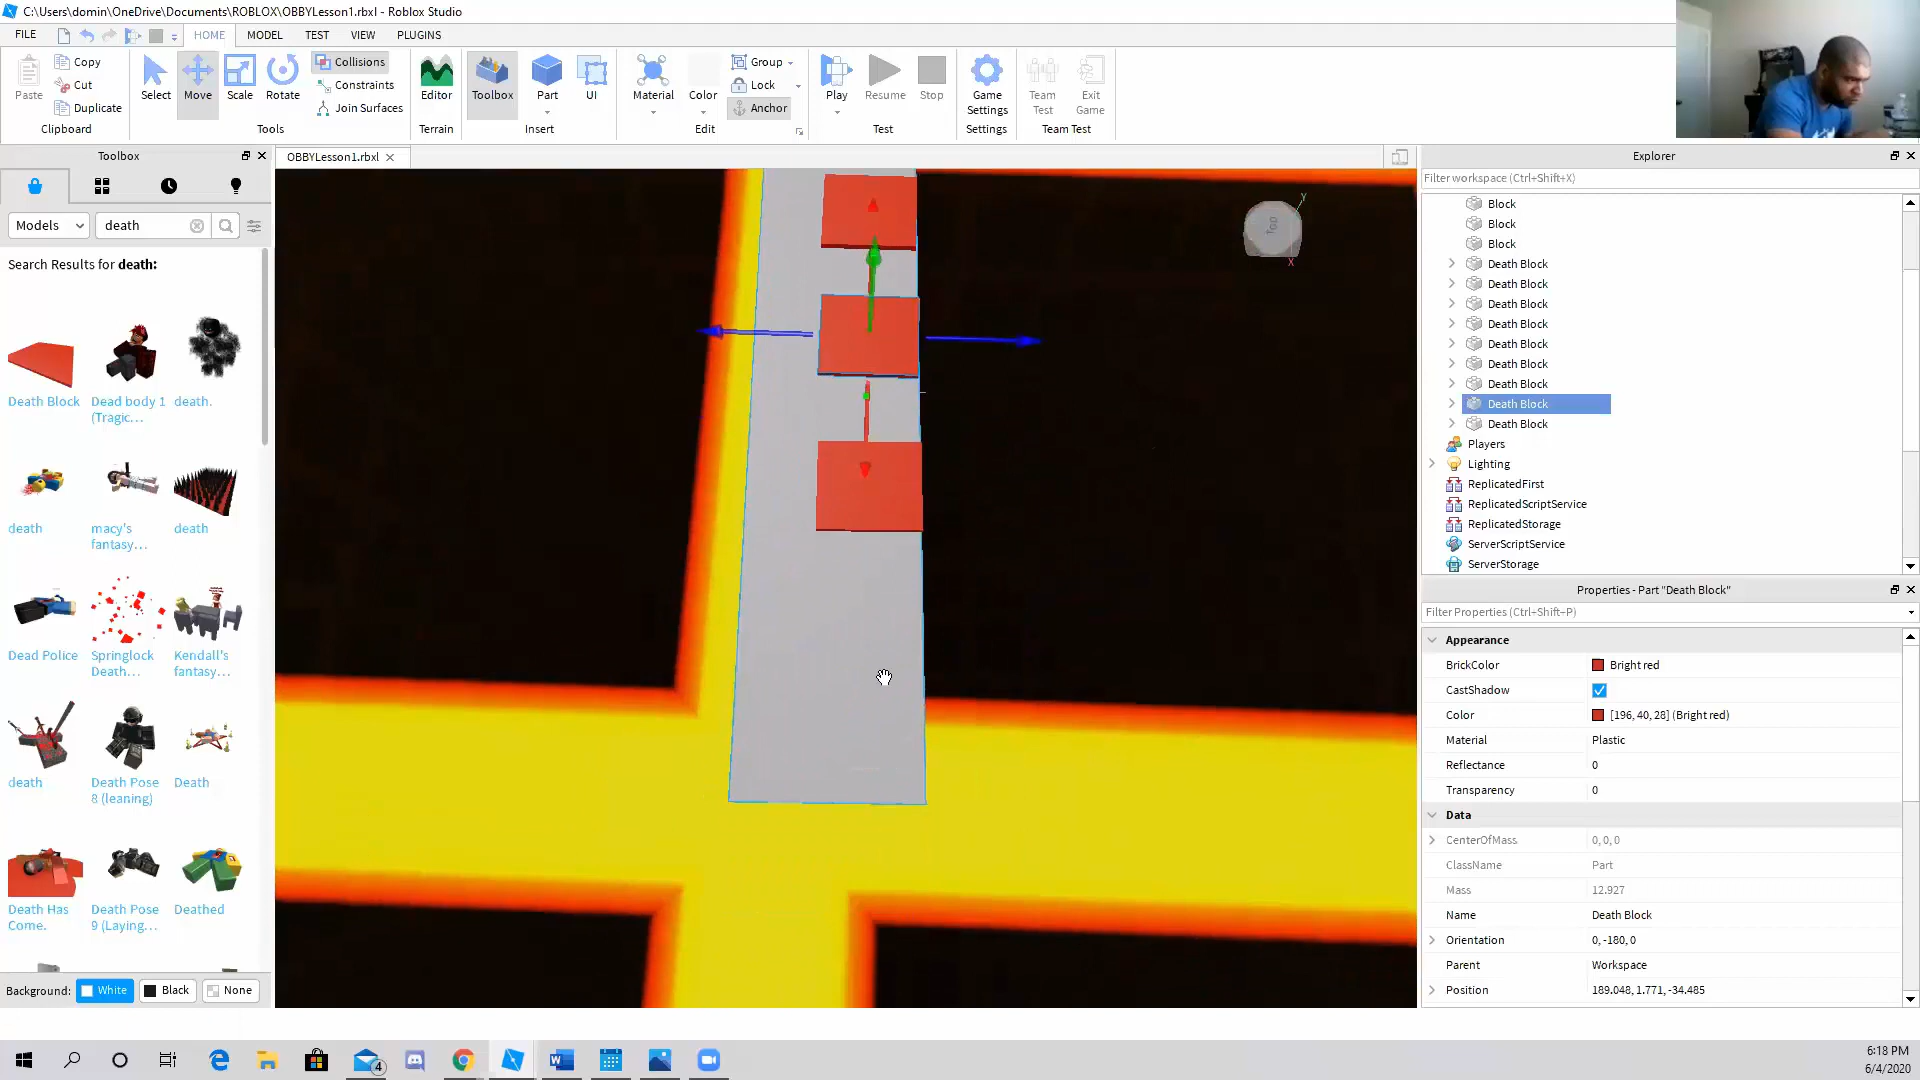 C:\Users\domin\OneDrive\Documents\ROBLOX\OBBYLesson1.rbxl - Roblox Studio
FILE HOME MODEL TEST VIEW PLUGINS
Paste
Copy
Cut
Duplicate
Clipboard
Select
Move
Scale
Rotate
Collisions
Constraints
Join Surfaces
Tools
Editor
Terrain
Toolbox
Part
UI
Insert
Material
Color
Group
Lock
Anchor
Edit
Play
Resume
Stop
Test
Game Settings
Settings
Team Test
Exit Game
Team Test
Toolbox
Models
death
Search Results for death:
Death Block
Dead body 1 (Tragic...
death.
death
macy's fantasy...
death
Dead Police
Springlock Death...
Kendall's fantasy...
death
Death Pose 8 (leaning)
Death
Death Has Come.
Death Pose 9 (Laying...
Deathed
Background:
White
Black
None
OBBYLesson1.rbxl
Y
X
Explorer
Filter workspace (Ctrl+Shift+X)
Block
Block
Block
Death Block
Death Block
Death Block
Death Block
Death Block
Death Block
Death Block
Death Block
Death Block
Players
Lighting
ReplicatedFirst
ReplicatedScriptService
ReplicatedStorage
ServerScriptService
ServerStorage
Properties - Part "Death Block"
Filter Properties (Ctrl+Shift+P)
Appearance
BrickColor Bright red
CastShadow
Color [196, 40, 28] (Bright red)
Material Plastic
Reflectance 0
Transparency 0
Data
CenterOfMass 0, 0, 0
ClassName Part
Mass 12.927
Name Death Block
Orientation 0, -180, 0
Parent Workspace
Position 189.048, 1.771, -34.485
4
6:18 PM
6/4/2020